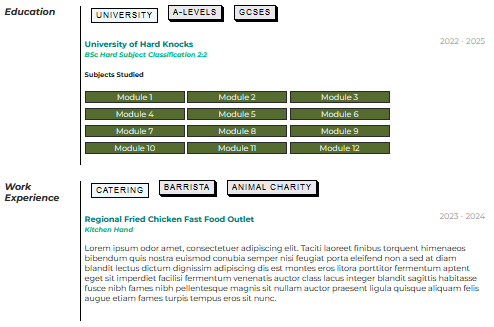 Education
UNIVERSITY
A-LEVELS
GCSES
University of Hard Knocks
2022 - 2025
BSc Hard Subject Classification 2:2
Subjects Studied
Module 1 Module 2 Module 3
Module 4 Module 5 Module 6
Module 7 Module 8 Module 9
Module 10 Module 11 Module 12
Work
Experience
CATERING
BARRISTA
ANIMAL CHARITY
Regional Fried Chicken Fast Food Outlet
2023 - 2024
Kitchen Hand
Lorem ipsum odor amet, consectetuer adipiscing elit. Taciti laoreet finibus torquent himenaeos
bibendum quis nostra euismod conubia semper nisi feugiat porta eleifend non a sed at diam
blandit lectus dictum dignissim adipiscing dis est montes eros litora porttitor fermentum aptent
eget sit imperdiet facilisi fermentum venenatis auctor class lacus integer blandit sagittis habitasse
fusce nibh fames nibh pellentesque magnis sit nullam auctor praesent ligula quisque aliquam felis
augue etiam fames turpis tempus eros sit nunc.